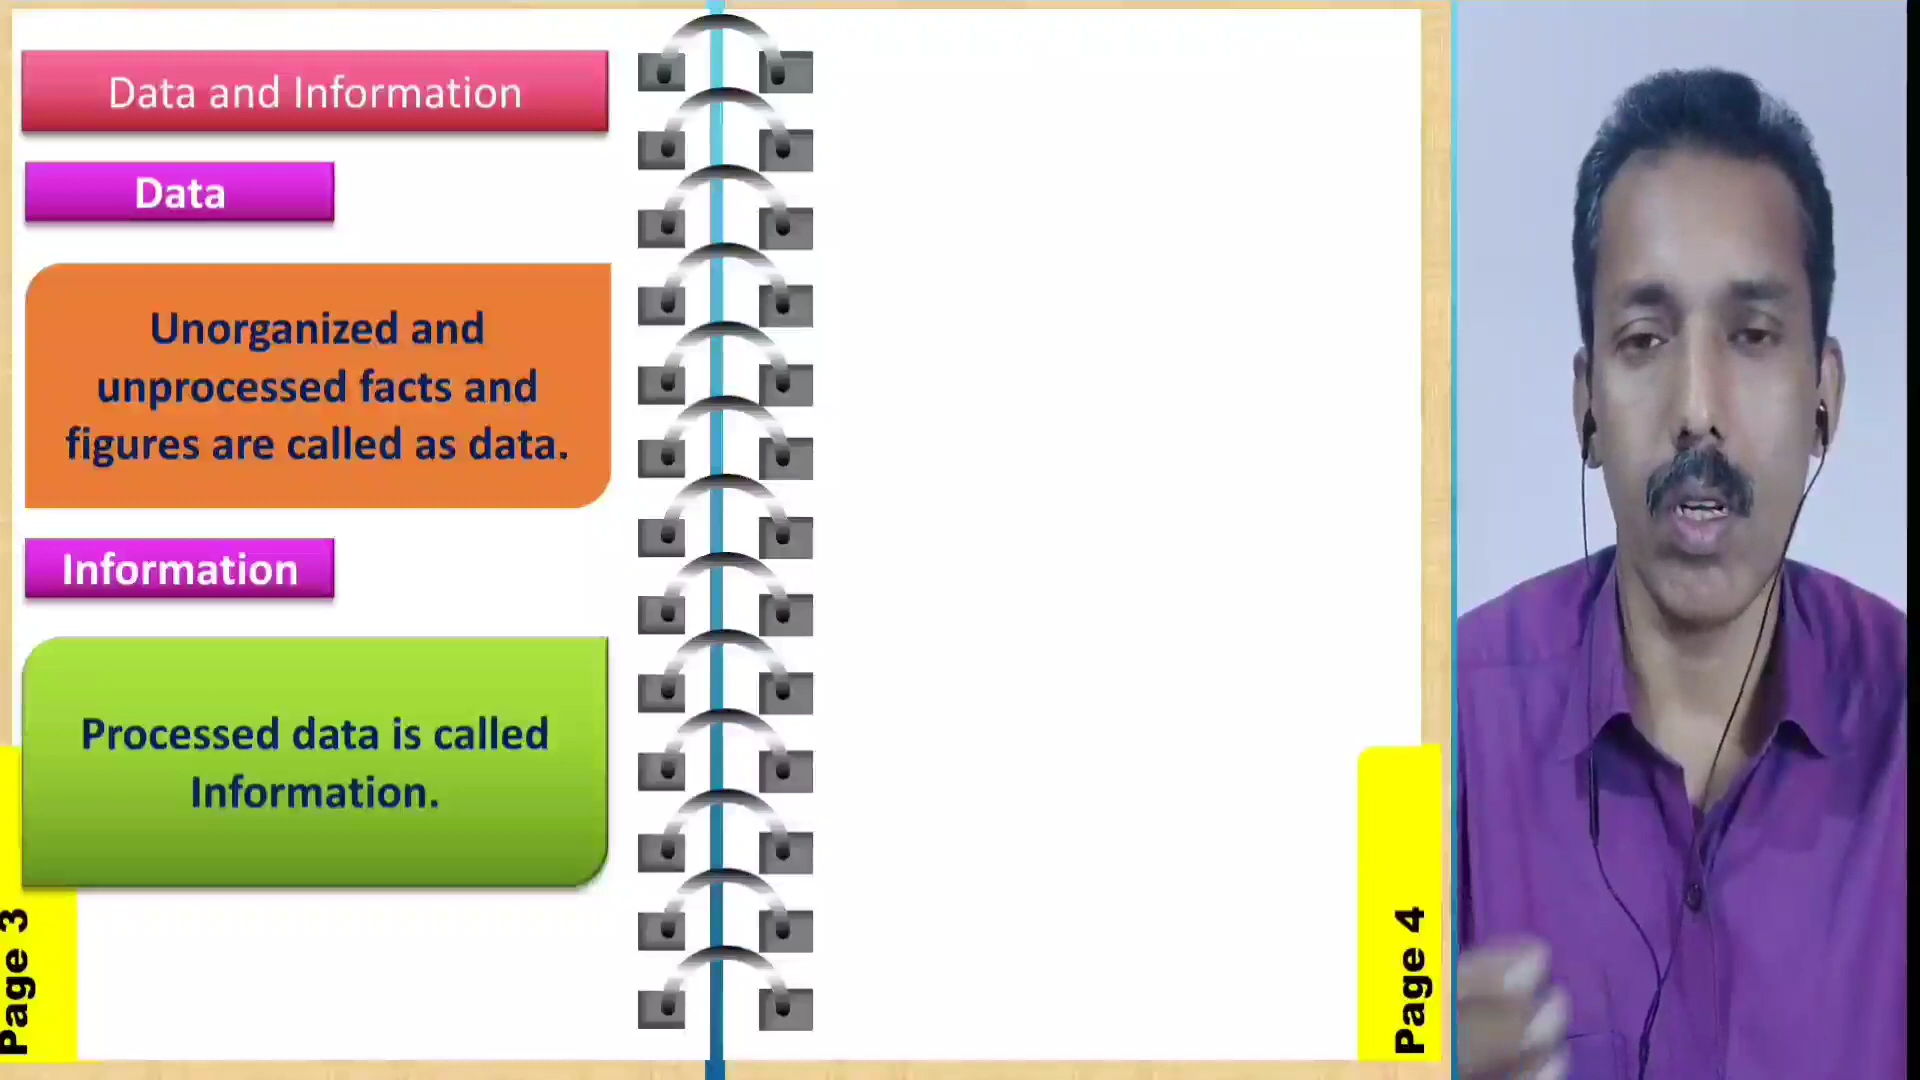 Data and Information
Data
Unorganized and
unprocessed facts and
figures are called as data.
Information
Processed data is called
Information.
Page 3
Page 4